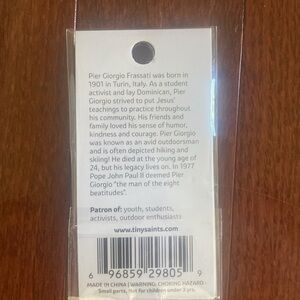 Pier Giorgio Frassati was born in
1901 in Turin, Italy. As a student
activist and lay Dominican, Pier
Giorgio strived to put Jesus'
teachings to practice throughout
his community. His friends and
family loved his sense of humor,
kindness and courage. Pier Giorgio
was known as an avid outdoorsman
and is often depicted hiking and
skiing! He died at the young age of
24, but his legacy lives on. In 1977
Pope John Paul II deemed Pier
Giorgio "the man of the eight
beatitudes".
Patron of: youth, students,
activists, outdoor enthusiasts
www.tinysaints.com
6 96859 29805 9
MADE IN CHINA | WARNING: CHOKING HAZARD
Small parts. Not for children under 3 yrs.